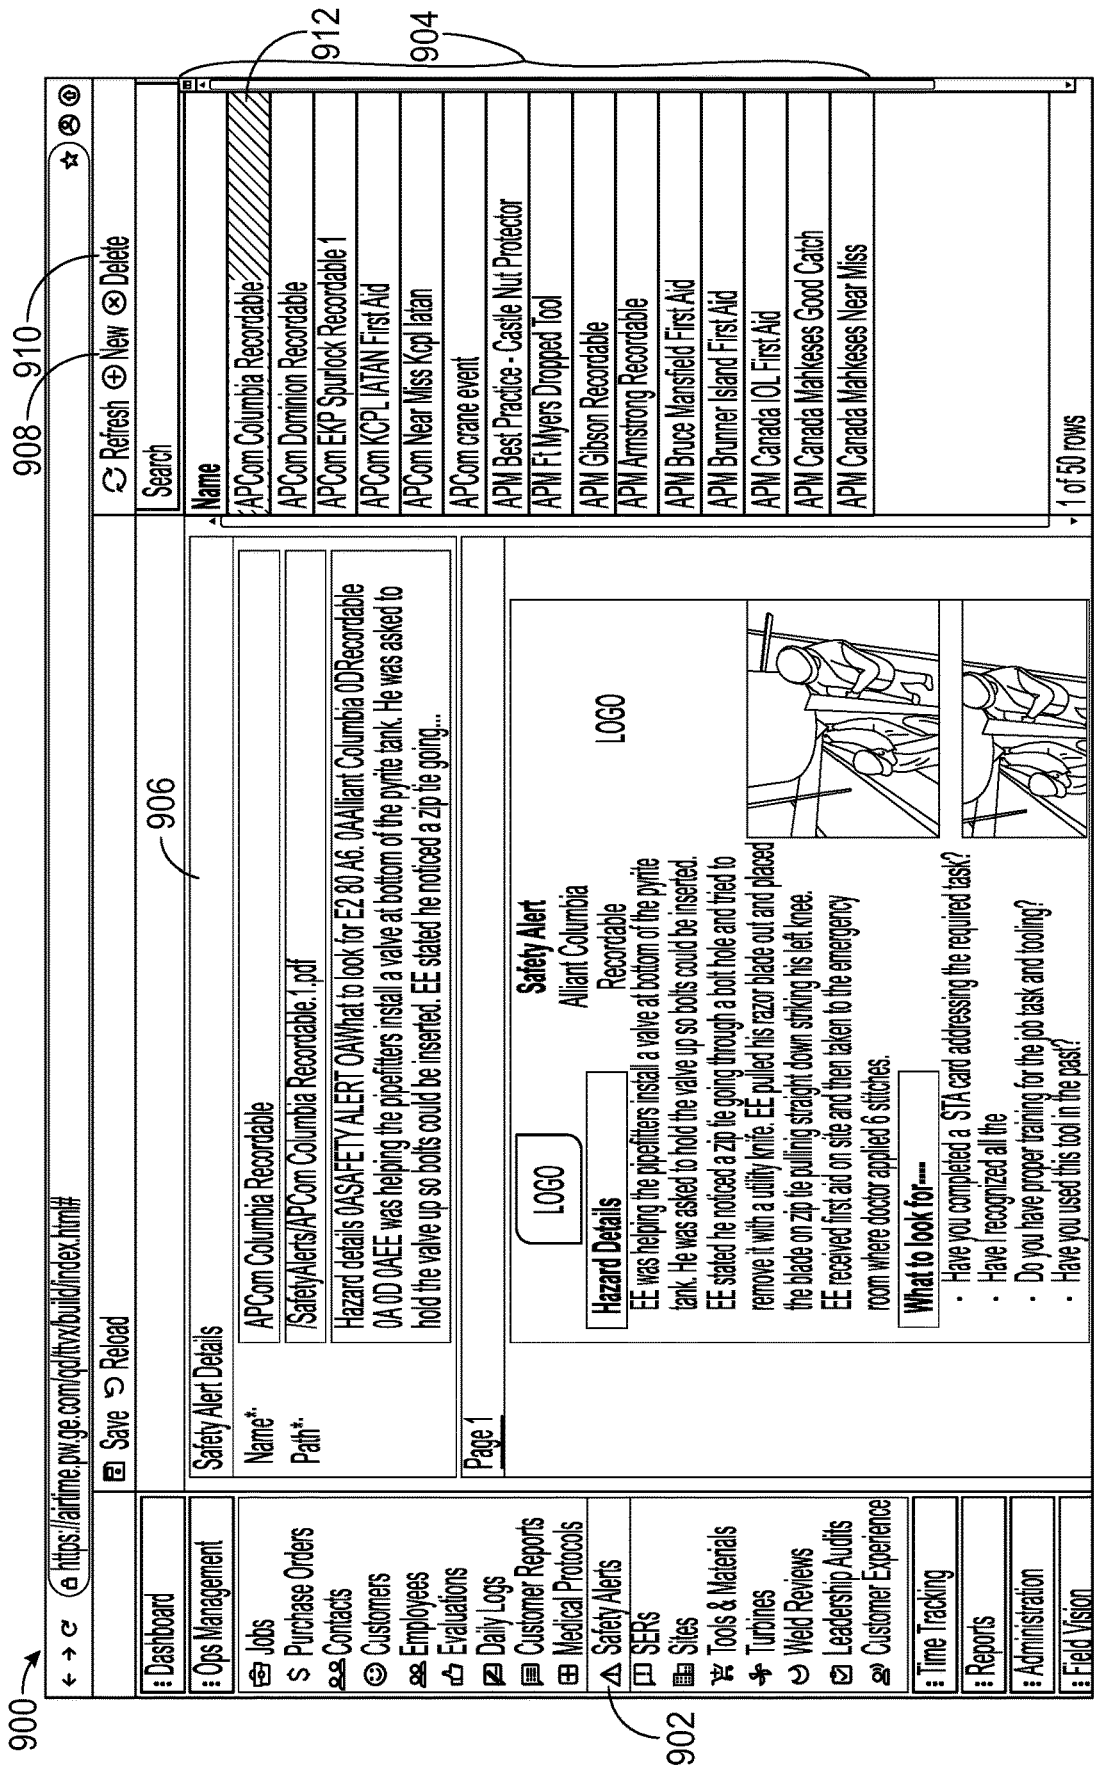 900
https://airtime.pw.ge.com/qd/ttvx/build/index.html#
Save Reload
908
910
Refresh New Delete
Dashboard
Ops Management
Jobs
$ Purchase Orders
Contacts
Customers
Employees
Evaluations
Daily Logs
Customer Reports
Medical Protocols
Safety Alerts
902
SERs
Sites
Tools & Materials
Turbines
Weld Reviews
Leadership Audits
Customer Experience
Time Tracking
Reports
Administration
Field Vision
906
Safety Alert Details
Name*:
APCom Columbia Recordable
Path*:
/SafetyAlerts/APCom Columbia Recordable.1.pdf
Hazard details 0ASAFETY ALERT OAWhat to look for E2 80 A6. 0AAlliant Columbia 0DRecordable
0A 0D 0AEE was helping the pipefitters install a valve at bottom of the pyrite tank. He was asked to
hold the valve up so bolts could be inserted. EE stated he noticed a zip tie going...
Page 1
LOGO
Safety Alert
Alliant Columbia
Recordable
LOGO
Hazard Details
EE was helping the pipefitters install a valve at bottom of the pyrite
tank. He was asked to hold the valve up so bolts could be inserted.
EE stated he noticed a zip tie going through a bolt hole and tried to
remove it with a utility knife. EE pulled his razor blade out and placed
the blade on zip tie pulling straight down striking his left knee.
EE received first aid on site and then taken to the emergency
room where doctor applied 6 stitches.
What to look for----
· Have you completed a STA card addressing the required task?
· Have I recognized all the
· Do you have proper training for the job task and tooling?
· Have you used this tool in the past?
Search
Name
APCom Columbia Recordable
APCom Dominion Recordable
APCom EKP Spurlock Recordable 1
APCom KCPL IATAN First Aid
APCom Near Miss Kcpl Iatan
APCom crane event
APM Best Practice - Castle Nut Protector
APM Ft Myers Dropped Tool
APM Gibson Recordable
APM Armstrong Recordable
APM Bruce Mansfield First Aid
APM Brunner Island First Aid
APM Canada IOL First Aid
APM Canada Mahkeses Good Catch
APM Canada Mahkeses Near Miss
1 of 50 rows
912
904